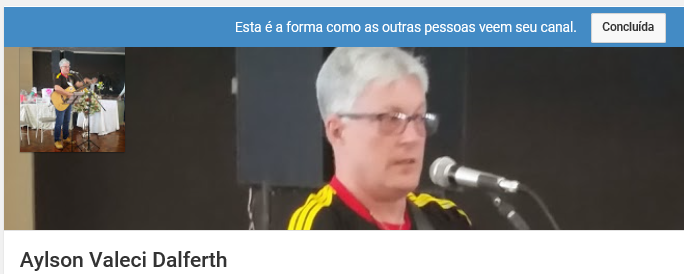 Esta é a forma como as outras pessoas veem seu canal.
Concluída
Aylson Valeci Dalferth